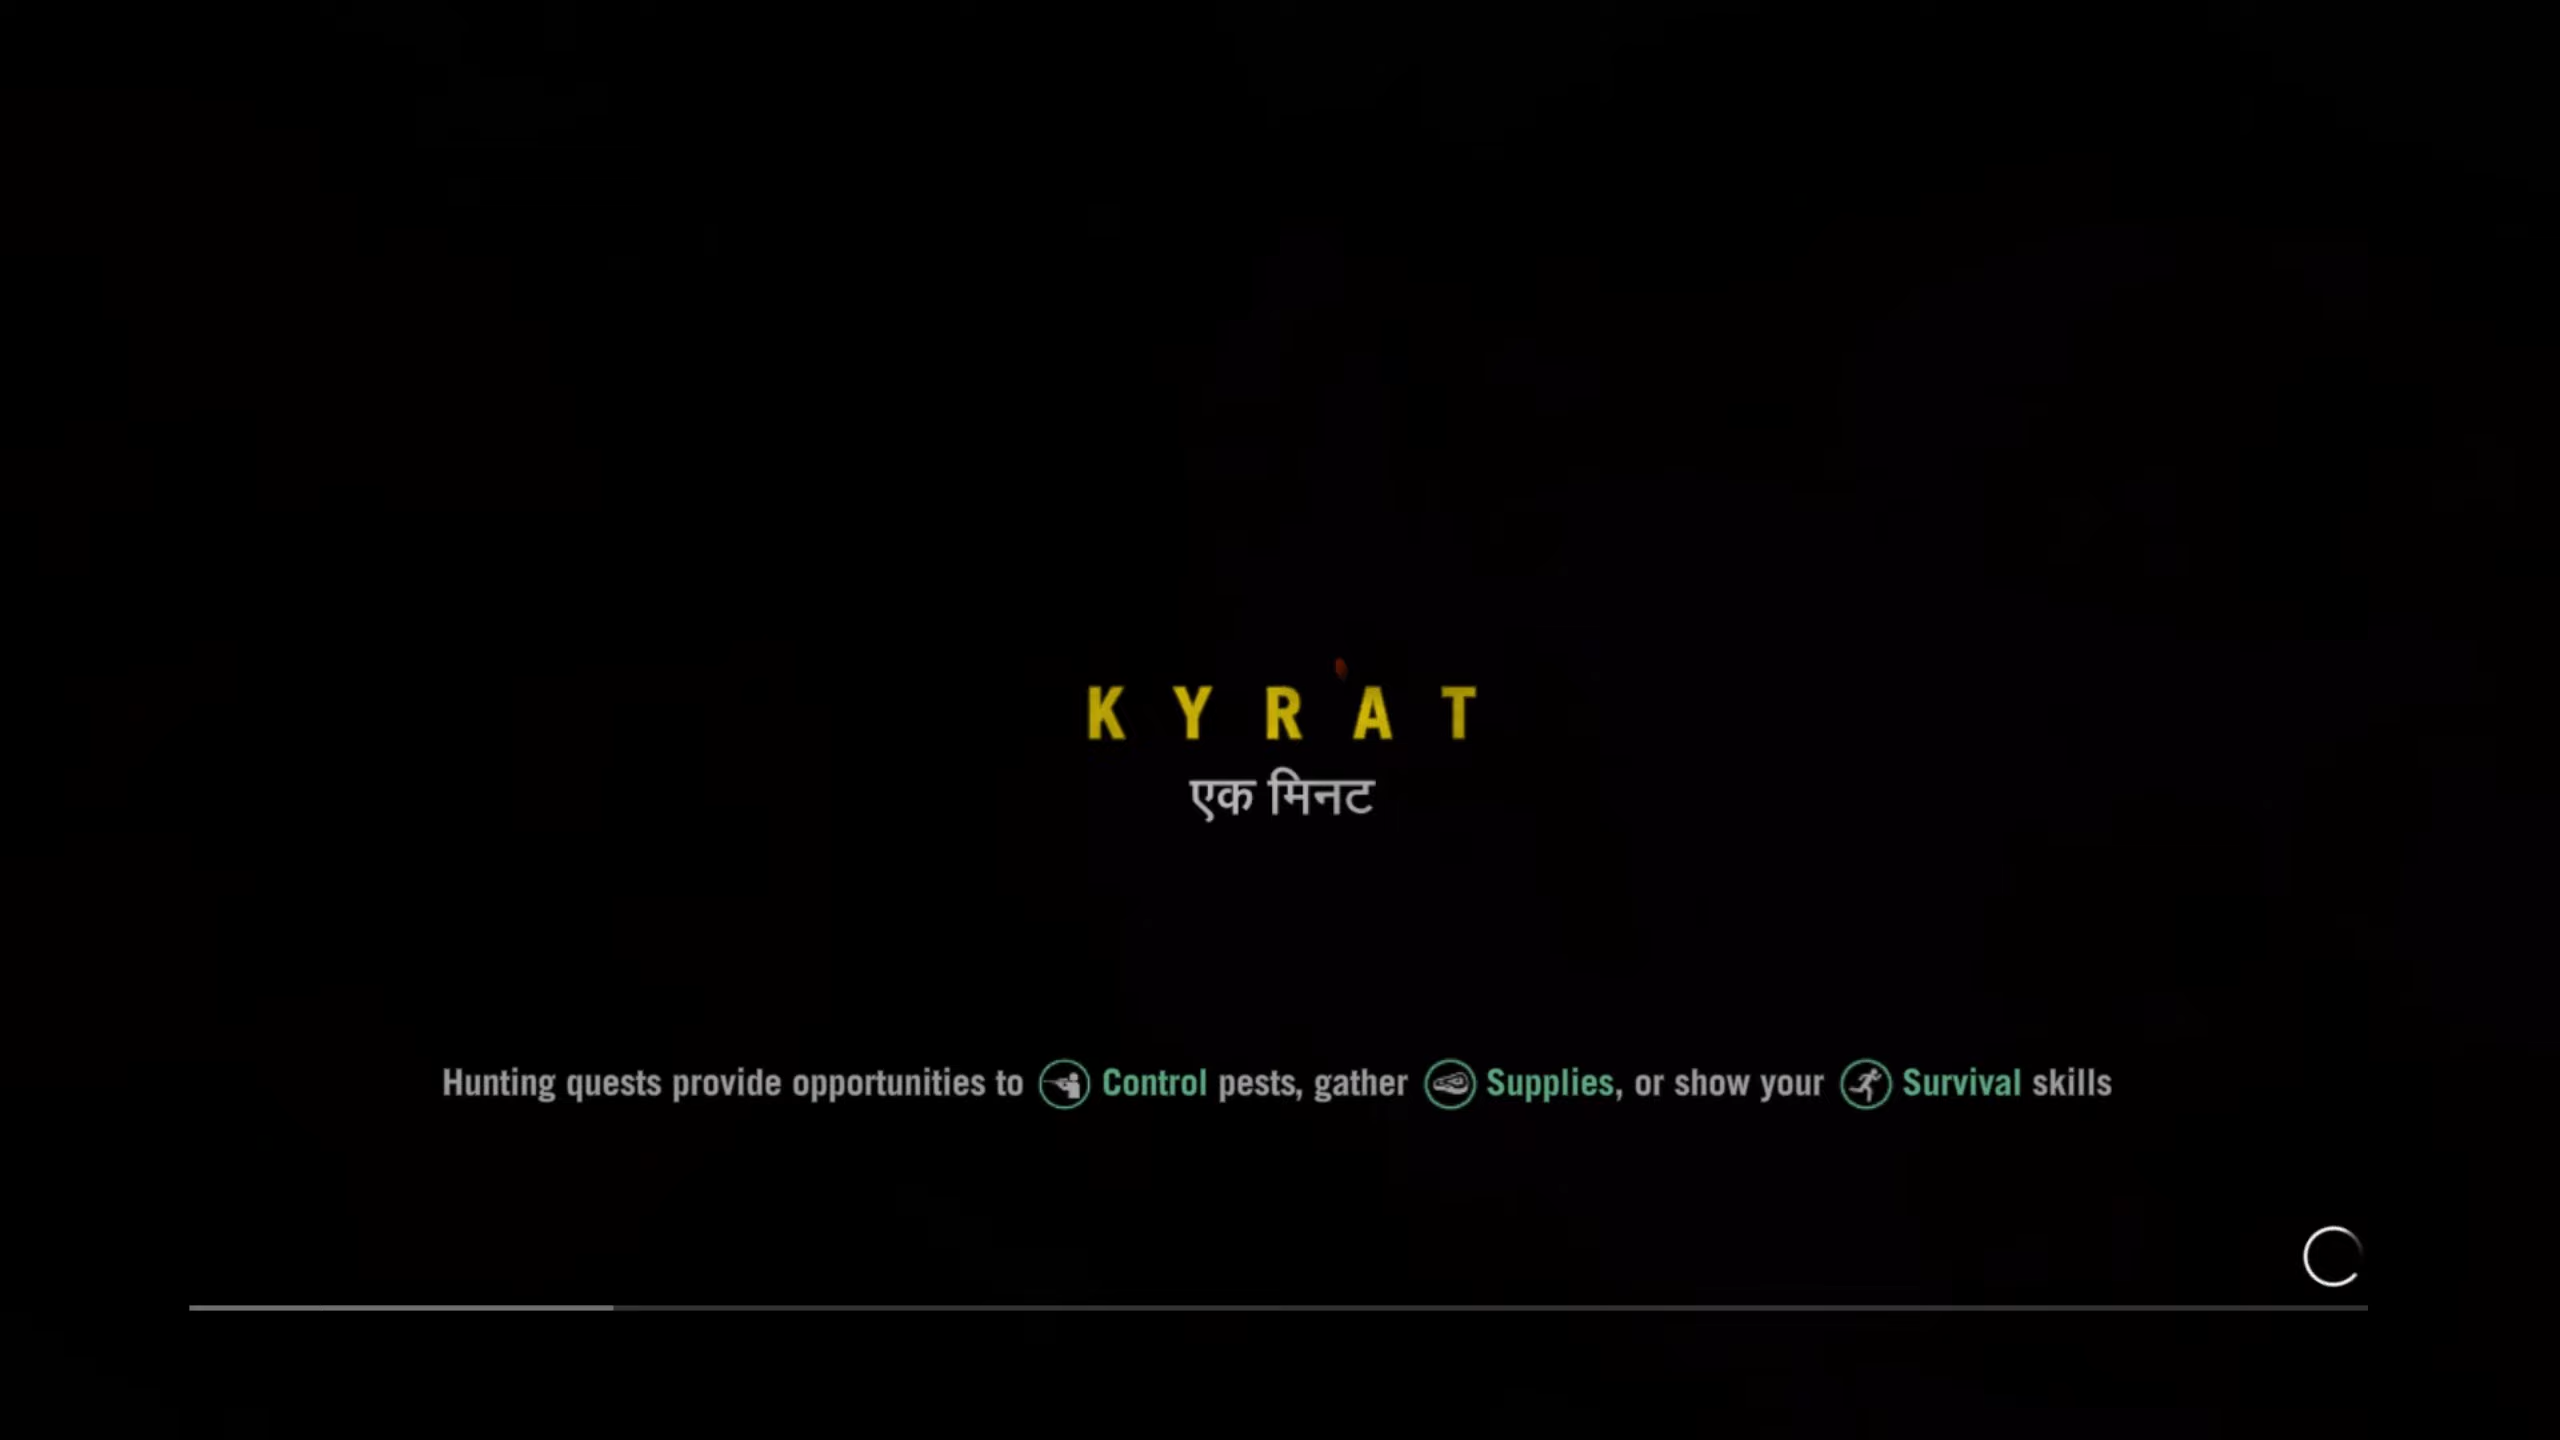 KYRAT
एक मिनट
Hunting quests provide opportunities to Control pests, gather Supplies, or show your Survival skills